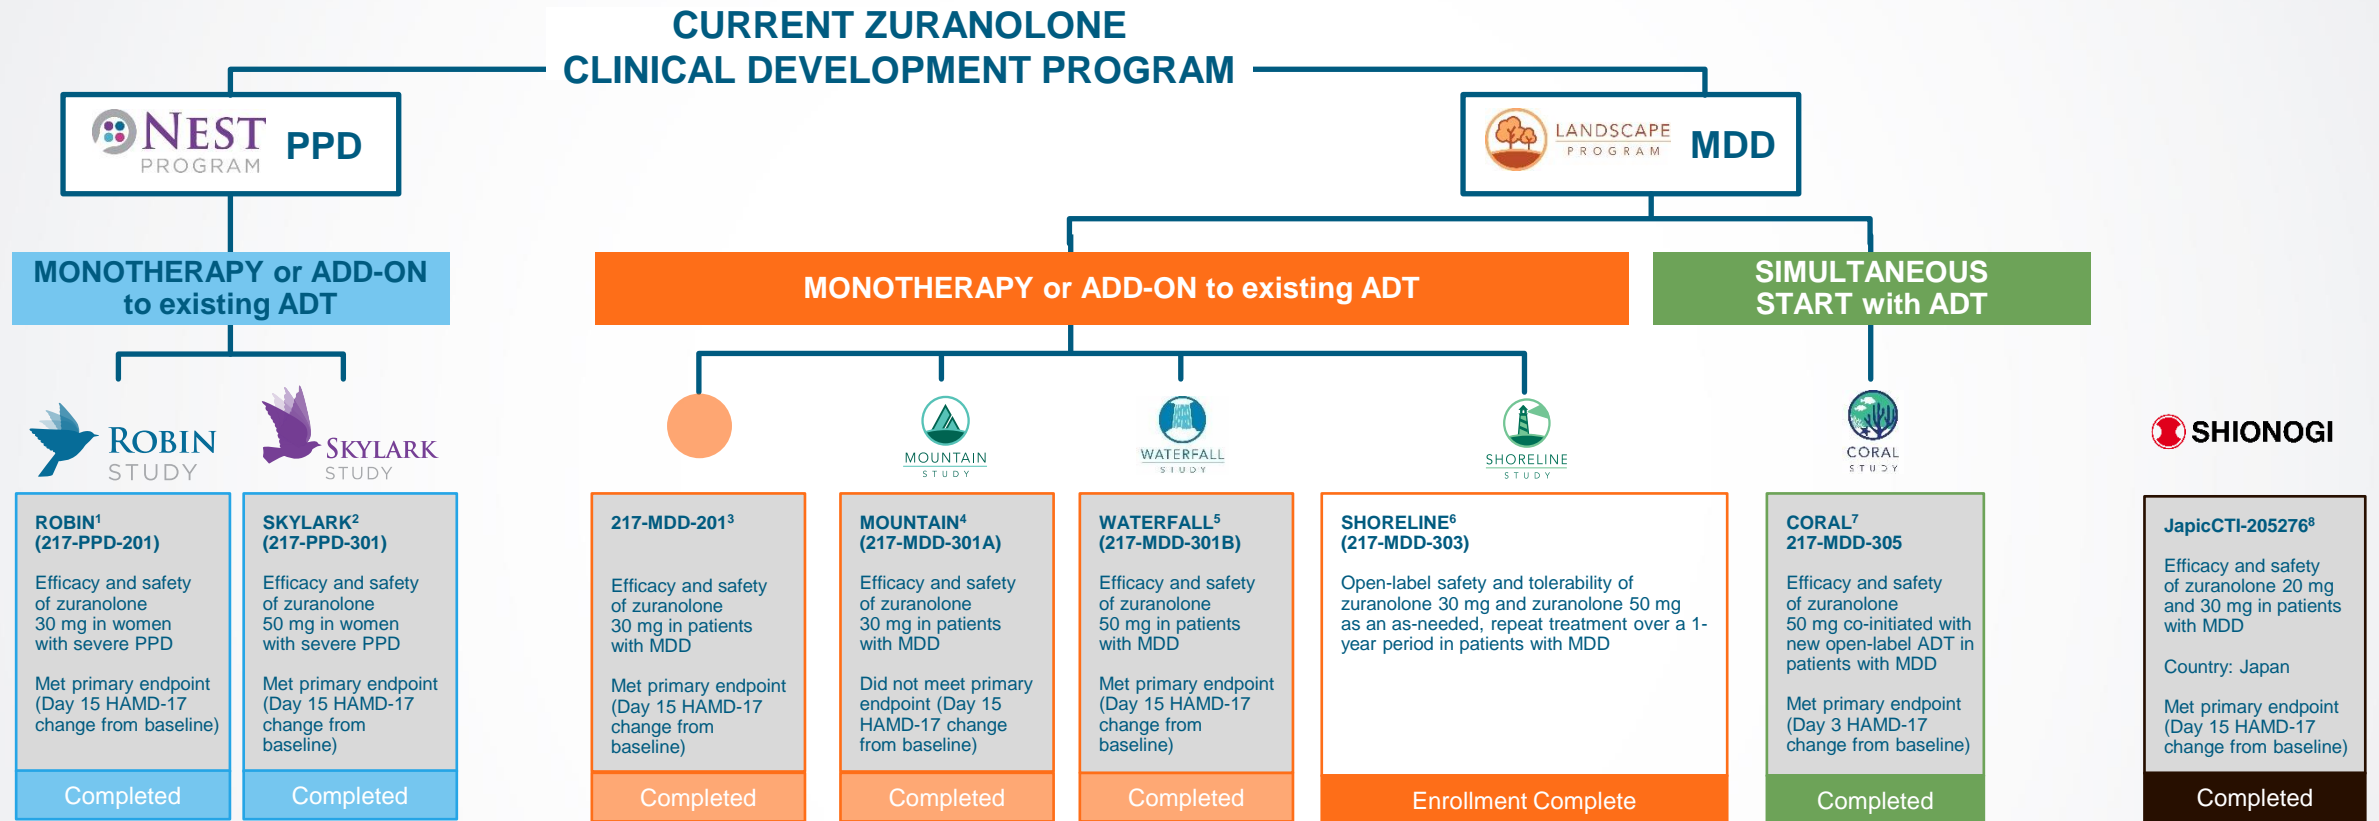 CURRENT ZURANOLONE
CLINICAL DEVELOPMENT PROGRAM
NEST
PROGRAM
PPD
LANDSCAPE
PROGRAM
MDD
MONOTHERAPY or ADD-ON
to existing ADT
MONOTHERAPY or ADD-ON to existing ADT
SIMULTANEOUS
START with ADT
ROBIN
STUDY
SKYLARK
STUDY
MOUNTAIN
STUDY
WATERFALL
STUDY
SHORELINE
STUDY
CORAL
STUDY
SHIONOGI
ROBIN¹
(217-PPD-201)
Efficacy and safety
of zuranolone
30 mg in women
with severe PPD
Met primary endpoint
(Day 15 HAMD-17
change from baseline)
Completed
SKYLARK²
(217-PPD-301)
Efficacy and safety
of zuranolone
50 mg in women
with severe PPD
Met primary endpoint
(Day 15 HAMD-17
change from
baseline)
Completed
217-MDD-201³
Efficacy and safety
of zuranolone
30 mg in patients
with MDD
Met primary endpoint
(Day 15 HAMD-17
change from
baseline)
Completed
MOUNTAIN⁴
(217-MDD-301A)
Efficacy and safety
of zuranolone
30 mg in patients
with MDD
Did not meet primary
endpoint (Day 15
HAMD-17 change
from baseline)
Completed
WATERFALL⁵
(217-MDD-301B)
Efficacy and safety
of zuranolone
50 mg in patients
with MDD
Met primary endpoint
(Day 15 HAMD-17
change from
baseline)
Completed
SHORELINE⁶
(217-MDD-303)
Open-label safety and tolerability of
zuranolone 30 mg and zuranolone 50 mg
as an as-needed, repeat treatment over a 1-
year period in patients with MDD
Enrollment Complete
CORAL⁷
217-MDD-305
Efficacy and safety
of zuranolone
50 mg co-initiated with
new open-label ADT in
patients with MDD
Met primary endpoint
(Day 3 HAMD-17
change from baseline)
Completed
JapicCTI-205276⁸
Efficacy and safety
of zuranolone 20 mg
and 30 mg in patients
with MDD
Country: Japan
Met primary endpoint
(Day 15 HAMD-17
change from baseline)
Completed